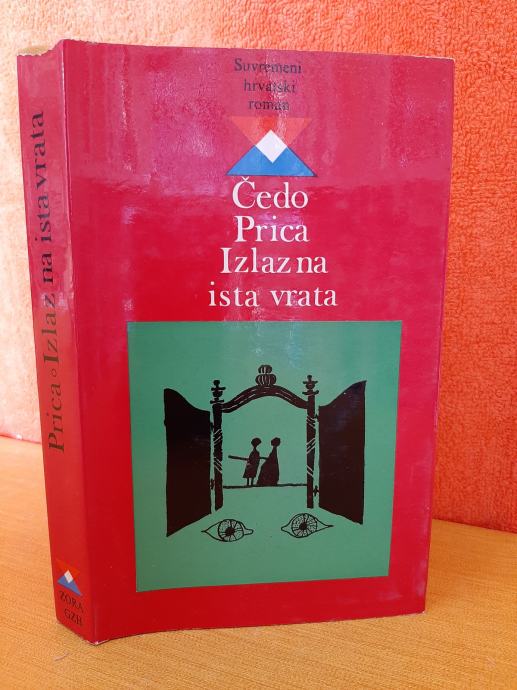 Suvremeni
hrvatski
roman
Čedo
Prica
Izlaz na
ista vrata
Prica ◦ Izlaz na ista vrata
ZORA
GZH